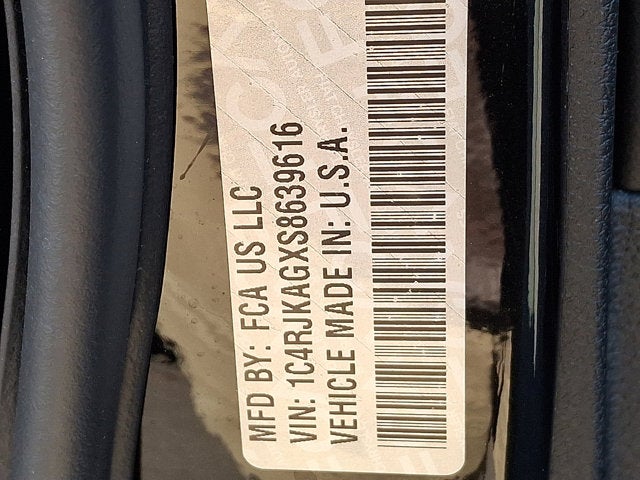 MFD BY: FCA US LLC
VIN: 1C4RJKAGXS8639616
VEHICLE MADE IN: U.S.A.